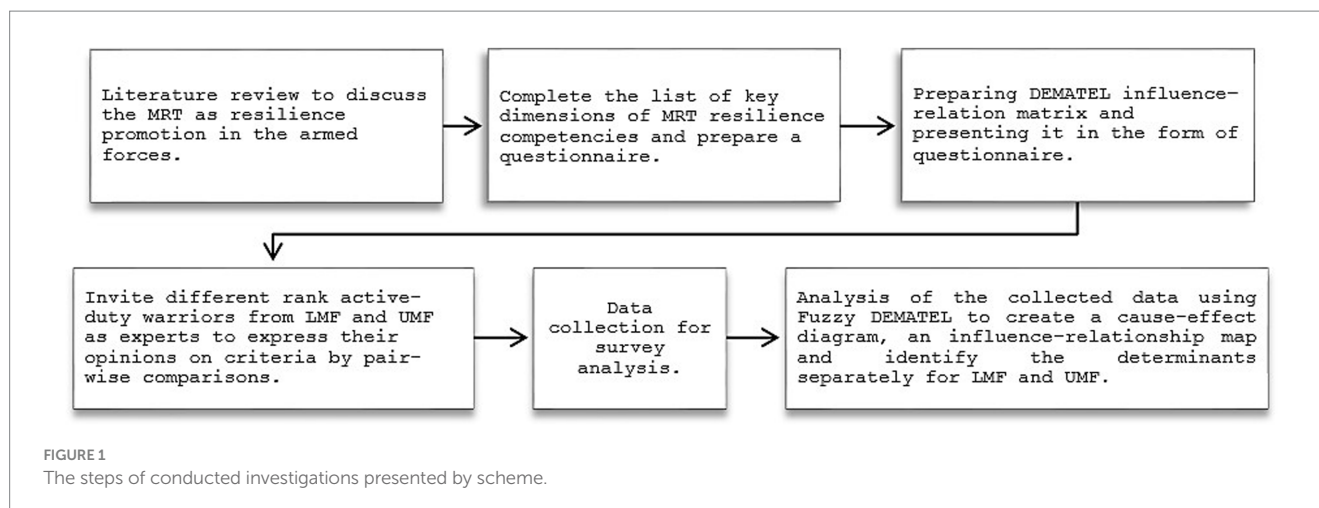 Literature review to discuss
the MRT as resilience
promotion in the armed
forces.
Complete the list of key
dimensions of MRT resilience
competencies and prepare a
questionnaire.
Preparing DEMATEL influence-
relation matrix and
presenting it in the form of
questionnaire.
Invite different rank active-
duty warriors from LMF and UMF
as experts to express their
opinions on criteria by pair-
wise comparisons.
Data
collection for
survey
analysis.
Analysis of the collected data using
Fuzzy DEMATEL to create a cause-effect
diagram, an influence-relationship map
and identify the determinants
separately for LMF and UMF.
FIGURE 1
The steps of conducted investigations presented by scheme.